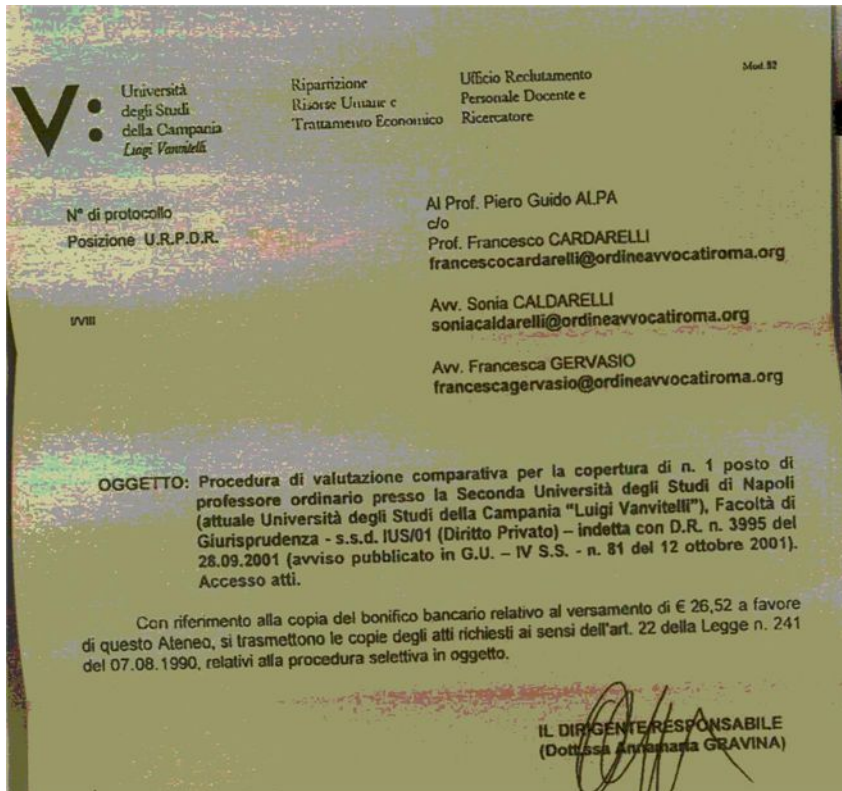 Mod. 92
Università
degli Studi
della Campania
Luigi Vanvitelli
Ripartizione
Risorse Umane e
Trattamento Economico
Ufficio Reclutamento
Personale Docente e
Ricercatore
N° di protocollo
Posizione U.R.P.D.R.
I/VIII
Al Prof. Piero Guido ALPA
c/o
Prof. Francesco CARDARELLI
francescocardarelli@ordineavvocatiroma.org
Avv. Sonia CALDARELLI
soniacaldarelli@ordineavvocatiroma.org
Avv. Francesca GERVASIO
francescagervasio@ordineavvocatiroma.org
OGGETTO: Procedura di valutazione comparativa per la copertura di n. 1 posto di
professore ordinario presso la Seconda Università degli Studi di Napoli
(attuale Università degli Studi della Campania "Luigi Vanvitelli"), Facoltà di
Giurisprudenza - s.s.d. IUS/01 (Diritto Privato) – indetta con D.R. n. 3995 del
28.09.2001 (avviso pubblicato in G.U. – IV S.S. - n. 81 del 12 ottobre 2001).
Accesso atti.
Con riferimento alla copia del bonifico bancario relativo al versamento di € 26,52 a favore
di questo Ateneo, si trasmettono le copie degli atti richiesti ai sensi dell'art. 22 della Legge n. 241
del 07.08.1990, relativi alla procedura selettiva in oggetto.
IL DIRIGENTE RESPONSABILE
(Dott.ssa Annamaria GRAVINA)